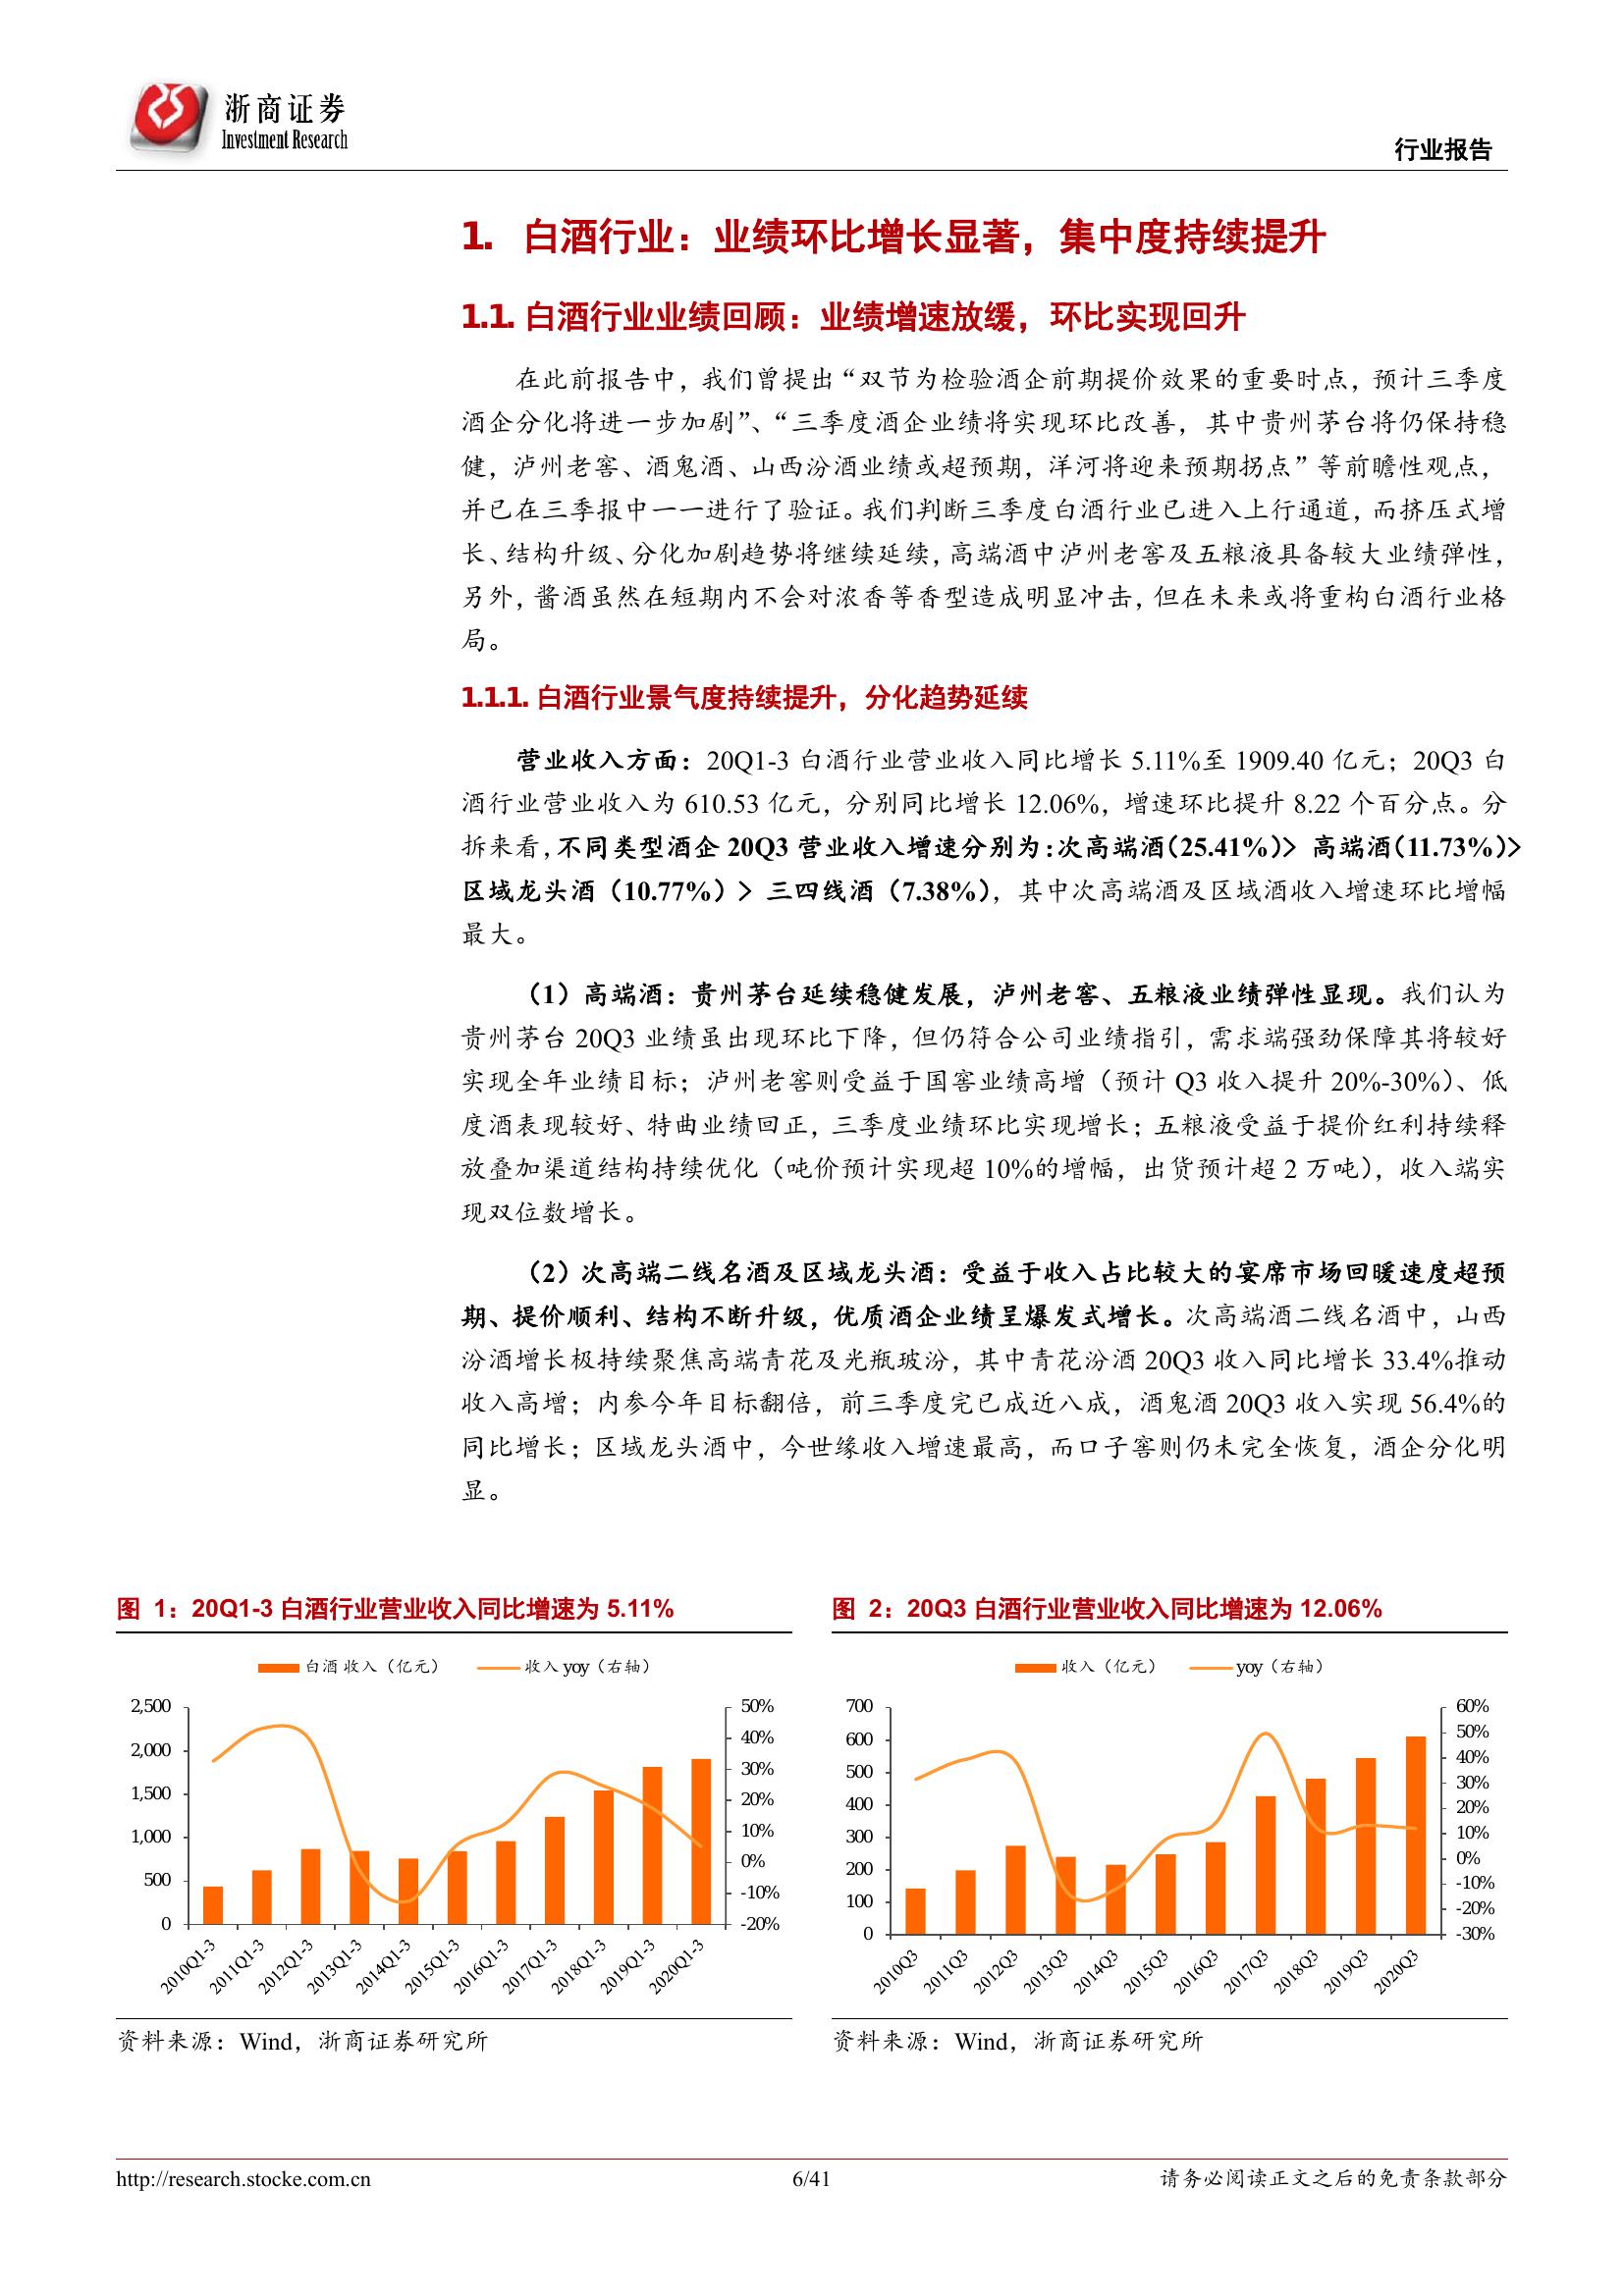 浙商证券
Investment Research
行业报告
1. 白酒行业：业绩环比增长显著，集中度持续提升
1.1. 白酒行业业绩回顾：业绩增速放缓，环比实现回升
在此前报告中，我们曾提出“双节为检验酒企前期提价效果的重要时点，预计三季度
酒企分化将进一步加剧”、“三季度酒企业绩将实现环比改善，其中贵州茅台将仍保持稳
健，泸州老窖、酒鬼酒、山西汾酒业绩或超预期，洋河将迎来预期拐点”等前瞻性观点，
并已在三季报中一一进行了验证。我们判断三季度白酒行业已进入上行通道，而挤压式增
长、结构升级、分化加剧趋势将继续延续，高端酒中泸州老窖及五粮液具备较大业绩弹性，
另外，酱酒虽然在短期内不会对浓香等香型造成明显冲击，但在未来或将重构白酒行业格
局。
1.1.1. 白酒行业景气度持续提升，分化趋势延续
营业收入方面：20Q1-3 白酒行业营业收入同比增长 5.11%至 1909.40 亿元；20Q3 白
酒行业营业收入为 610.53 亿元，分别同比增长 12.06%，增速环比提升 8.22 个百分点。分
拆来看，不同类型酒企 20Q3 营业收入增速分别为：次高端酒（25.41%）> 高端酒（11.73%）>
区域龙头酒（10.77%）> 三四线酒（7.38%），其中次高端酒及区域酒收入增速环比增幅
最大。
（1）高端酒：贵州茅台延续稳健发展，泸州老窖、五粮液业绩弹性显现。我们认为
贵州茅台 20Q3 业绩虽出现环比下降，但仍符合公司业绩指引，需求端强劲保障其将较好
实现全年业绩目标；泸州老窖则受益于国窖业绩高增（预计 Q3 收入提升 20%-30%）、低
度酒表现较好、特曲业绩回正，三季度业绩环比实现增长；五粮液受益于提价红利持续释
放叠加渠道结构持续优化（吨价预计实现超 10%的增幅，出货预计超 2 万吨），收入端实
现双位数增长。
（2）次高端二线名酒及区域龙头酒：受益于收入占比较大的宴席市场回暖速度超预
期、提价顺利、结构不断升级，优质酒企业绩呈爆发式增长。次高端酒二线名酒中，山西
汾酒增长极持续聚焦高端青花及光瓶玻汾，其中青花汾酒 20Q3 收入同比增长 33.4%推动
收入高增；内参今年目标翻倍，前三季度完已成近八成，酒鬼酒 20Q3 收入实现 56.4%的
同比增长；区域龙头酒中，今世缘收入增速最高，而口子窖则仍未完全恢复，酒企分化明
显。
图 1：20Q1-3 白酒行业营业收入同比增速为 5.11%
白酒收入（亿元） 收入 yoy（右轴）
2,500
2,000
1,500
1,000
500
0
50%
40%
30%
20%
10%
0%
-10%
-20%
2010Q1-3 2011Q1-3 2012Q1-3 2013Q1-3 2014Q1-3 2015Q1-3 2016Q1-3 2017Q1-3 2018Q1-3 2019Q1-3 2020Q1-3
资料来源：Wind，浙商证券研究所
图 2：20Q3 白酒行业营业收入同比增速为 12.06%
收入（亿元） yoy（右轴）
700
600
500
400
300
200
100
0
60%
50%
40%
30%
20%
10%
0%
-10%
-20%
-30%
2010Q3 2011Q3 2012Q3 2013Q3 2014Q3 2015Q3 2016Q3 2017Q3 2018Q3 2019Q3 2020Q3
资料来源：Wind，浙商证券研究所
http://research.stocke.com.cn 6/41 请务必阅读正文之后的免责条款部分